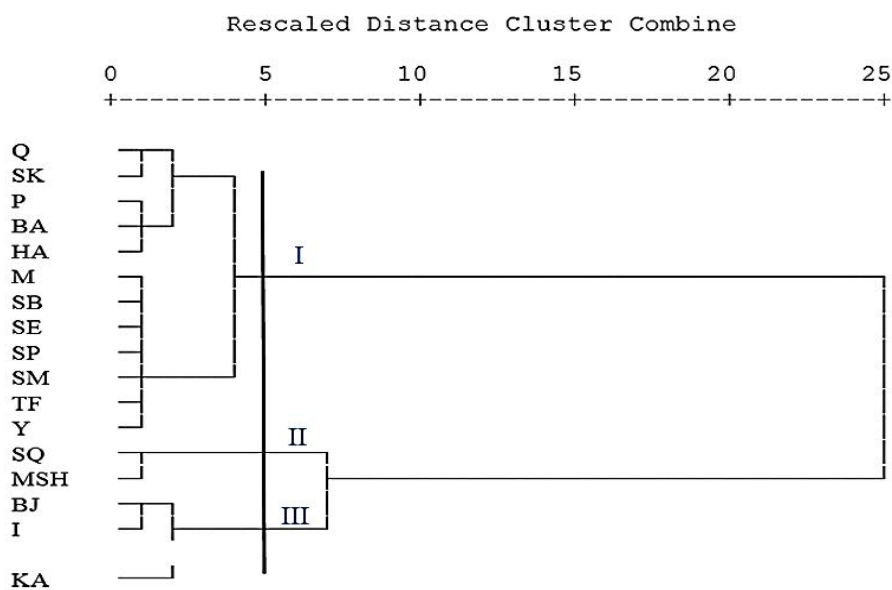 Rescaled Distance Cluster Combine
0 5 10 15 20 25
Q
SK
P
BA
HA
I
M
SB
SE
SP
SM
TF
Y
II
SQ
MSH
BJ
III
I
KA